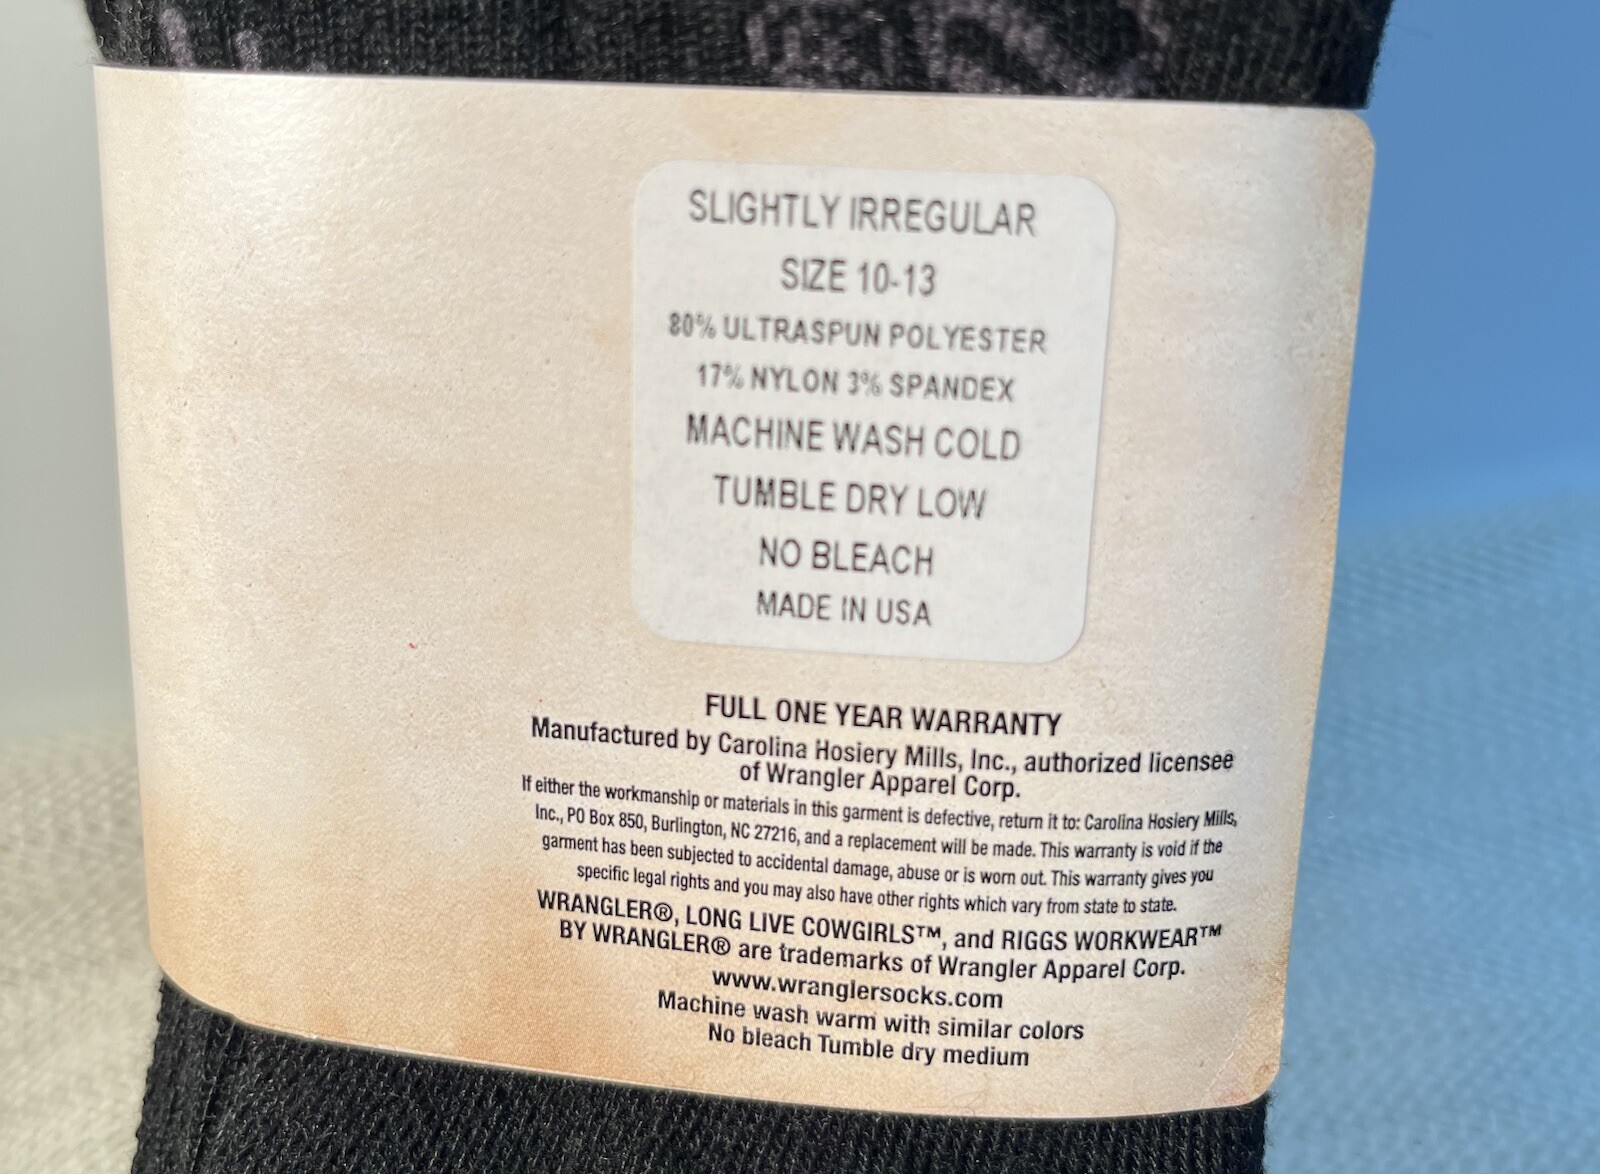 SLIGHTLY IRREGULAR
SIZE 10-13
80% ULTRASPUN POLYESTER
17% NYLON 3% SPANDEX
MACHINE WASH COLD
TUMBLE DRY LOW
NO BLEACH
MADE IN USA
FULL ONE YEAR WARRANTY
Manufactured by Carolina Hosiery Mills, Inc., authorized licensee
of Wrangler Apparel Corp.
If either the workmanship or materials in this garment is defective, return it to: Carolina Hosiery Mills,
Inc., PO Box 850, Burlington, NC 27216, and a replacement will be made. This warranty is void if the
garment has been subjected to accidental damage, abuse or is worn out. This warranty gives you
specific legal rights and you may also have other rights which vary from state to state.
WRANGLER®, LONG LIVE COWGIRLS™, and RIGGS WORKWEAR™
BY WRANGLER® are trademarks of Wrangler Apparel Corp.
www.wranglersocks.com
Machine wash warm with similar colors
No bleach Tumble dry medium